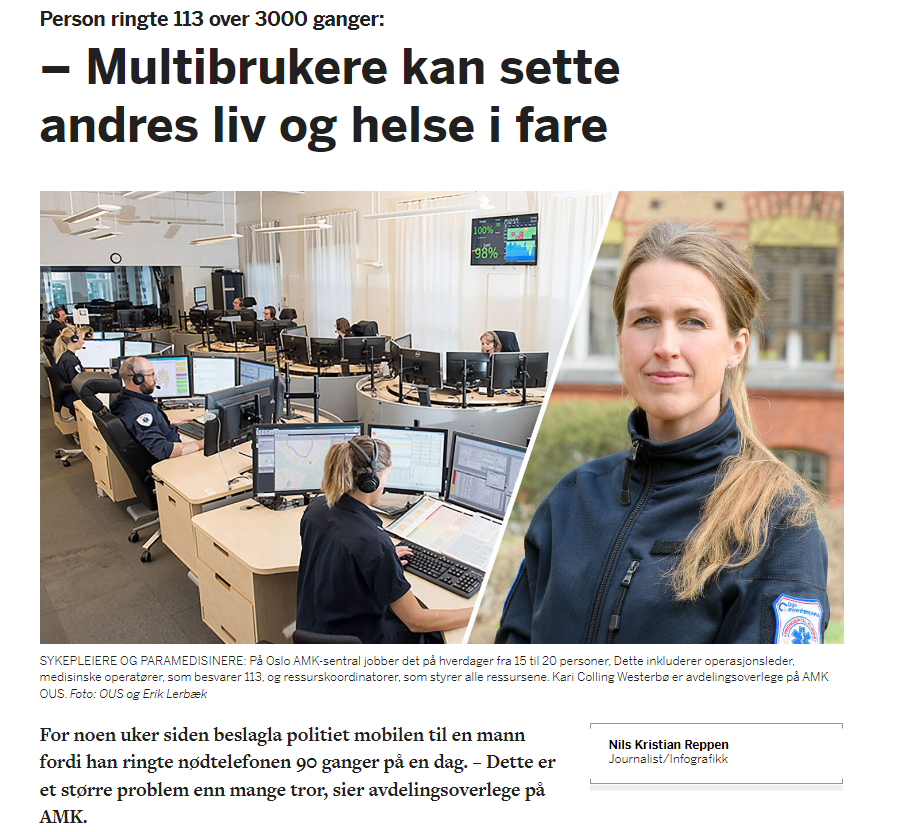 Person ringte 113 over 3000 ganger:
– Multibrukere kan sette
andres liv og helse i fare
100%
98%
SYKEPLEIERE OG PARAMEDISINERE: På Oslo AMK-sentral jobber det på hverdager fra 15 til 20 personer. Dette inkluderer operasjonsleder,
medisinske operatører, som besvarer 113, og ressurskoordinatorer, som styrer alle ressursene. Kari Colling Westerbø er avdelingsoverlege på AMK
OUS. Foto: OUS og Erik Lerbæk
For noen uker siden beslagla politiet mobilen til en mann
fordi han ringte nødtelefonen 90 ganger på en dag. – Dette er
et større problem enn mange tror, sier avdelingsoverlege på
AMK.
Nils Kristian Reppen
Journalist/Infografikk